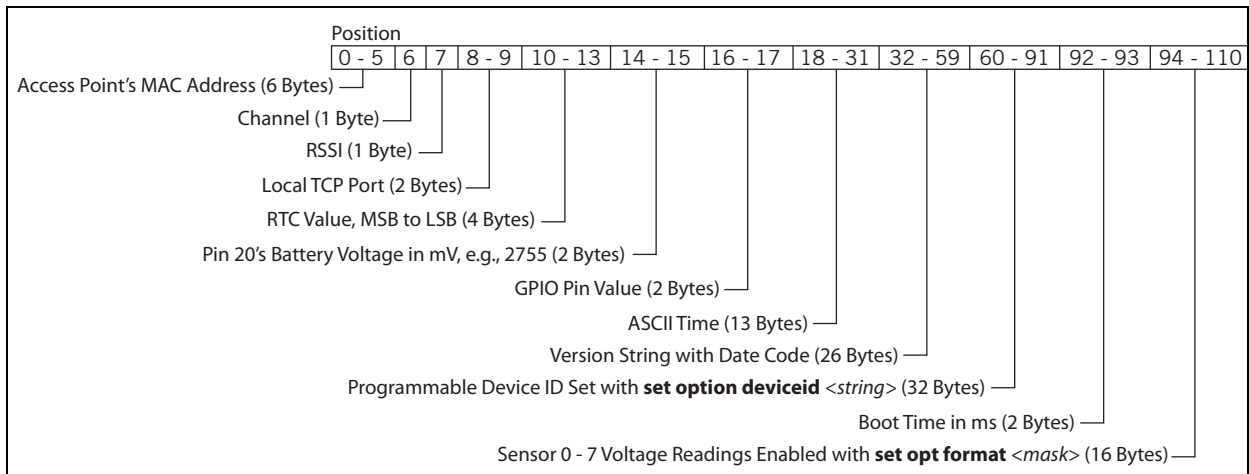 Position
0 - 5 6 7 8 - 9 10 - 13 14 - 15 16 - 17 18 - 31 32 - 59 60 - 91 92 - 93 94 - 110
Access Point's MAC Address (6 Bytes)
Channel (1 Byte)
RSSI (1 Byte)
Local TCP Port (2 Bytes)
RTC Value, MSB to LSB (4 Bytes)
Pin 20's Battery Voltage in mV, e.g., 2755 (2 Bytes)
GPIO Pin Value (2 Bytes)
ASCII Time (13 Bytes)
Version String with Date Code (26 Bytes)
Programmable Device ID Set with set option deviceid <string> (32 Bytes)
Boot Time in ms (2 Bytes)
Sensor 0 - 7 Voltage Readings Enabled with set opt format <mask> (16 Bytes)